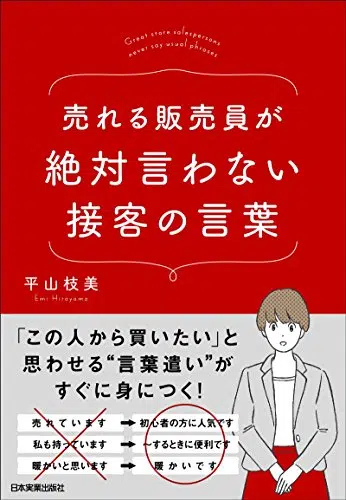 Great store salespersons
never say usual phrases
売れる販売員が
絶対言わない
接客の言葉
平山枝美
Emi Hirayama
「この人から買いたい」と
思わせる“言葉遣い”が
すぐに身につく!
売れています → 初心者の方に人気です
私も持っています → ~するときに便利です
暖かいと思います → 暖かいです
日本実業出版社